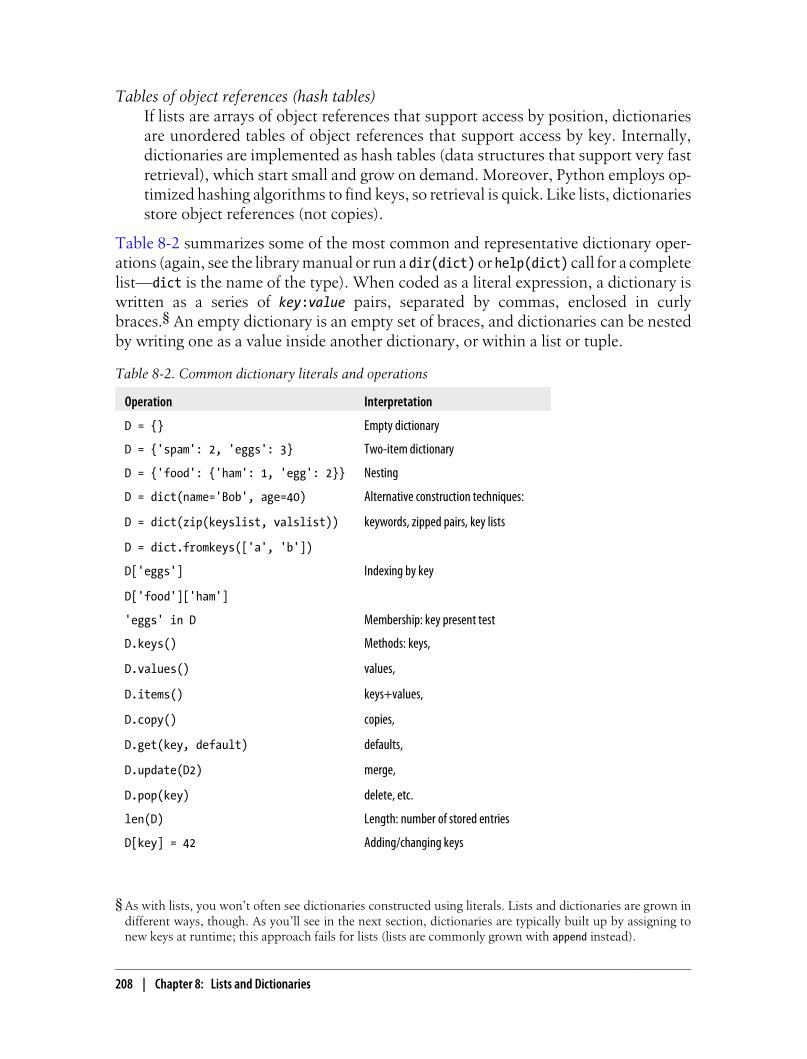 Tables of object references (hash tables)
If lists are arrays of object references that support access by position, dictionaries
are unordered tables of object references that support access by key. Internally,
dictionaries are implemented as hash tables (data structures that support very fast
retrieval), which start small and grow on demand. Moreover, Python employs op-
timized hashing algorithms to find keys, so retrieval is quick. Like lists, dictionaries
store object references (not copies).
Table 8-2 summarizes some of the most common and representative dictionary oper-
ations (again, see the library manual or run a dir(dict) or help(dict) call for a complete
list—dict is the name of the type). When coded as a literal expression, a dictionary is
written as a series of key:value pairs, separated by commas, enclosed in curly
braces.§ An empty dictionary is an empty set of braces, and dictionaries can be nested
by writing one as a value inside another dictionary, or within a list or tuple.
Table 8-2. Common dictionary literals and operations
Operation Interpretation
D = {} Empty dictionary
D = {'spam': 2, 'eggs': 3} Two-item dictionary
D = {'food': {'ham': 1, 'egg': 2}} Nesting
D = dict(name='Bob', age=40) Alternative construction techniques:
D = dict(zip(keyslist, valslist)) keywords, zipped pairs, key lists
D = dict.fromkeys(['a', 'b'])
D['eggs'] Indexing by key
D['food']['ham']
'eggs' in D Membership: key present test
D.keys() Methods: keys,
D.values() values,
D.items() keys+values,
D.copy() copies,
D.get(key, default) defaults,
D.update(D2) merge,
D.pop(key) delete, etc.
len(D) Length: number of stored entries
D[key] = 42 Adding/changing keys
§ As with lists, you won't often see dictionaries constructed using literals. Lists and dictionaries are grown in
different ways, though. As you'll see in the next section, dictionaries are typically built up by assigning to
new keys at runtime; this approach fails for lists (lists are commonly grown with append instead).
208 | Chapter 8: Lists and Dictionaries